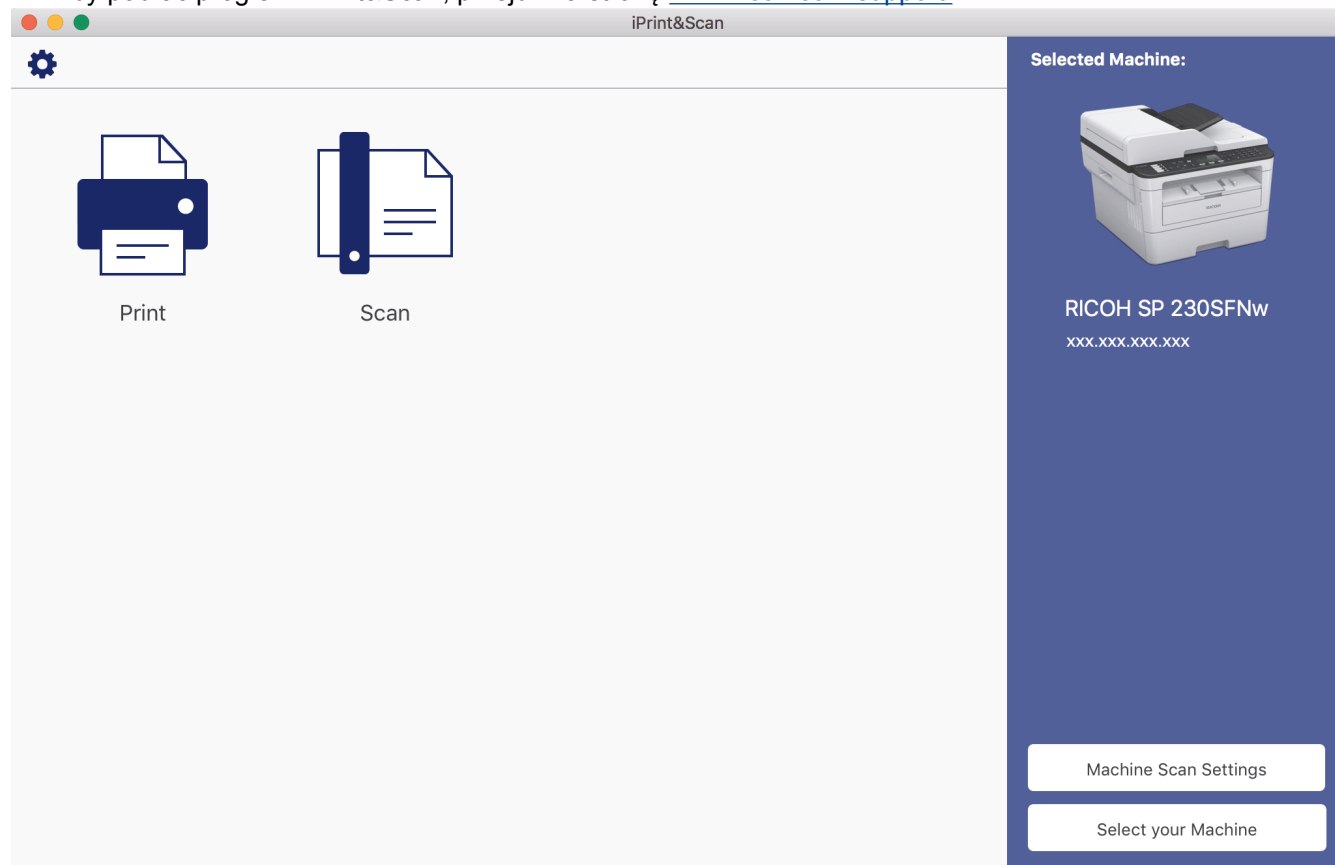 iPrint&Scan
Selected Machine:
RICOH SP 230SFNw
xxx.xxx.xxx.xxx
Print
Scan
Machine Scan Settings
Select your Machine